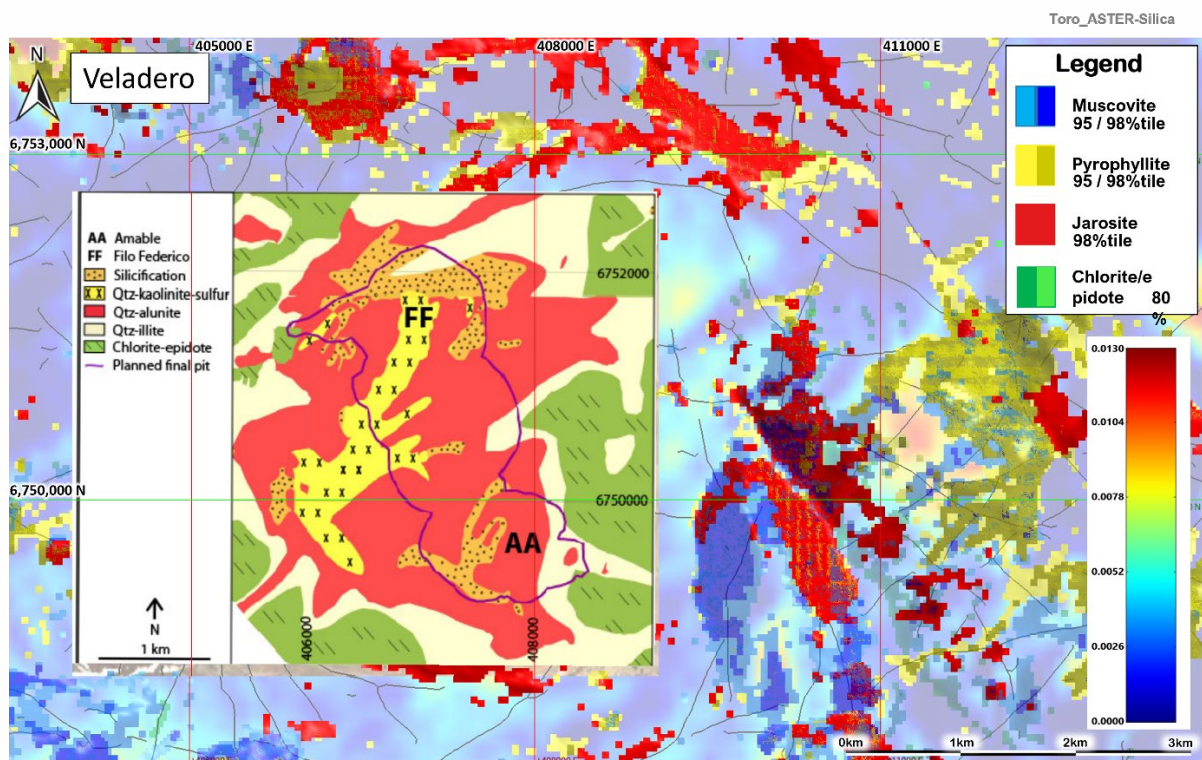 Toro_ASTER-Silica
405000 E
408000 E
411000 E
N
Veladero
6,753,000 N
6,750,000 N
Legend
Muscovite
95 / 98%tile
Pyrophyllite
95 / 98%tile
Jarosite
98%tile
Chlorite/e
pidote 80
%
AA Amable
FF Filo Federico
Silicification
X X Qtz-kaolinite-sulfur
Qtz-alunite
Qtz-illite
Chlorite-epidote
Planned final pit
N
1 km
FF
AA
6752000
6750000
406000
408000
0.0130
0.0104
0.0078
0.0052
0.0026
0.0000
0km
1km
2km
3km